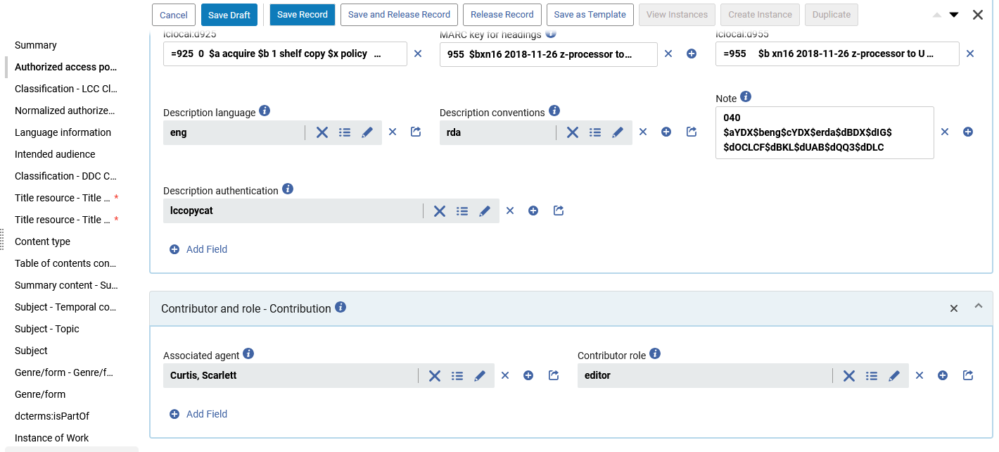 Cancel Save Draft Save Record Save and Release Record Release Record Save as Template View Instances Create Instance Duplicate
Summary
Authorized access po...
Classification - LCC Cl...
Normalized authorize...
Language information
Intended audience
Classification - DDC C...
Title resource - Title ... *
Title resource - Title ... *
Content type
Table of contents con...
Summary content - Su...
Subject - Temporal co...
Subject - Topic
Subject
Genre/form - Genre/f...
Genre/form
dcterms:isPartOf
Instance of Work
lclocal:d925 MARC key for headings lclocal:d955
=925 0 $a acquire $b 1 shelf copy $x policy ... 955 $bxn16 2018-11-26 z-processor to... =955 $b xn16 2018-11-26 z-processor to U ...
Description language Description conventions Note
eng rda 040
$aYDX$beng$cYDX$erda$dBDX$dIG$
$dOCLCF$dBKL$dUAB$dQQ3$dDLC
Description authentication
lccopycat
Add Field
Contributor and role - Contribution
Associated agent Contributor role
Curtis, Scarlett editor
Add Field